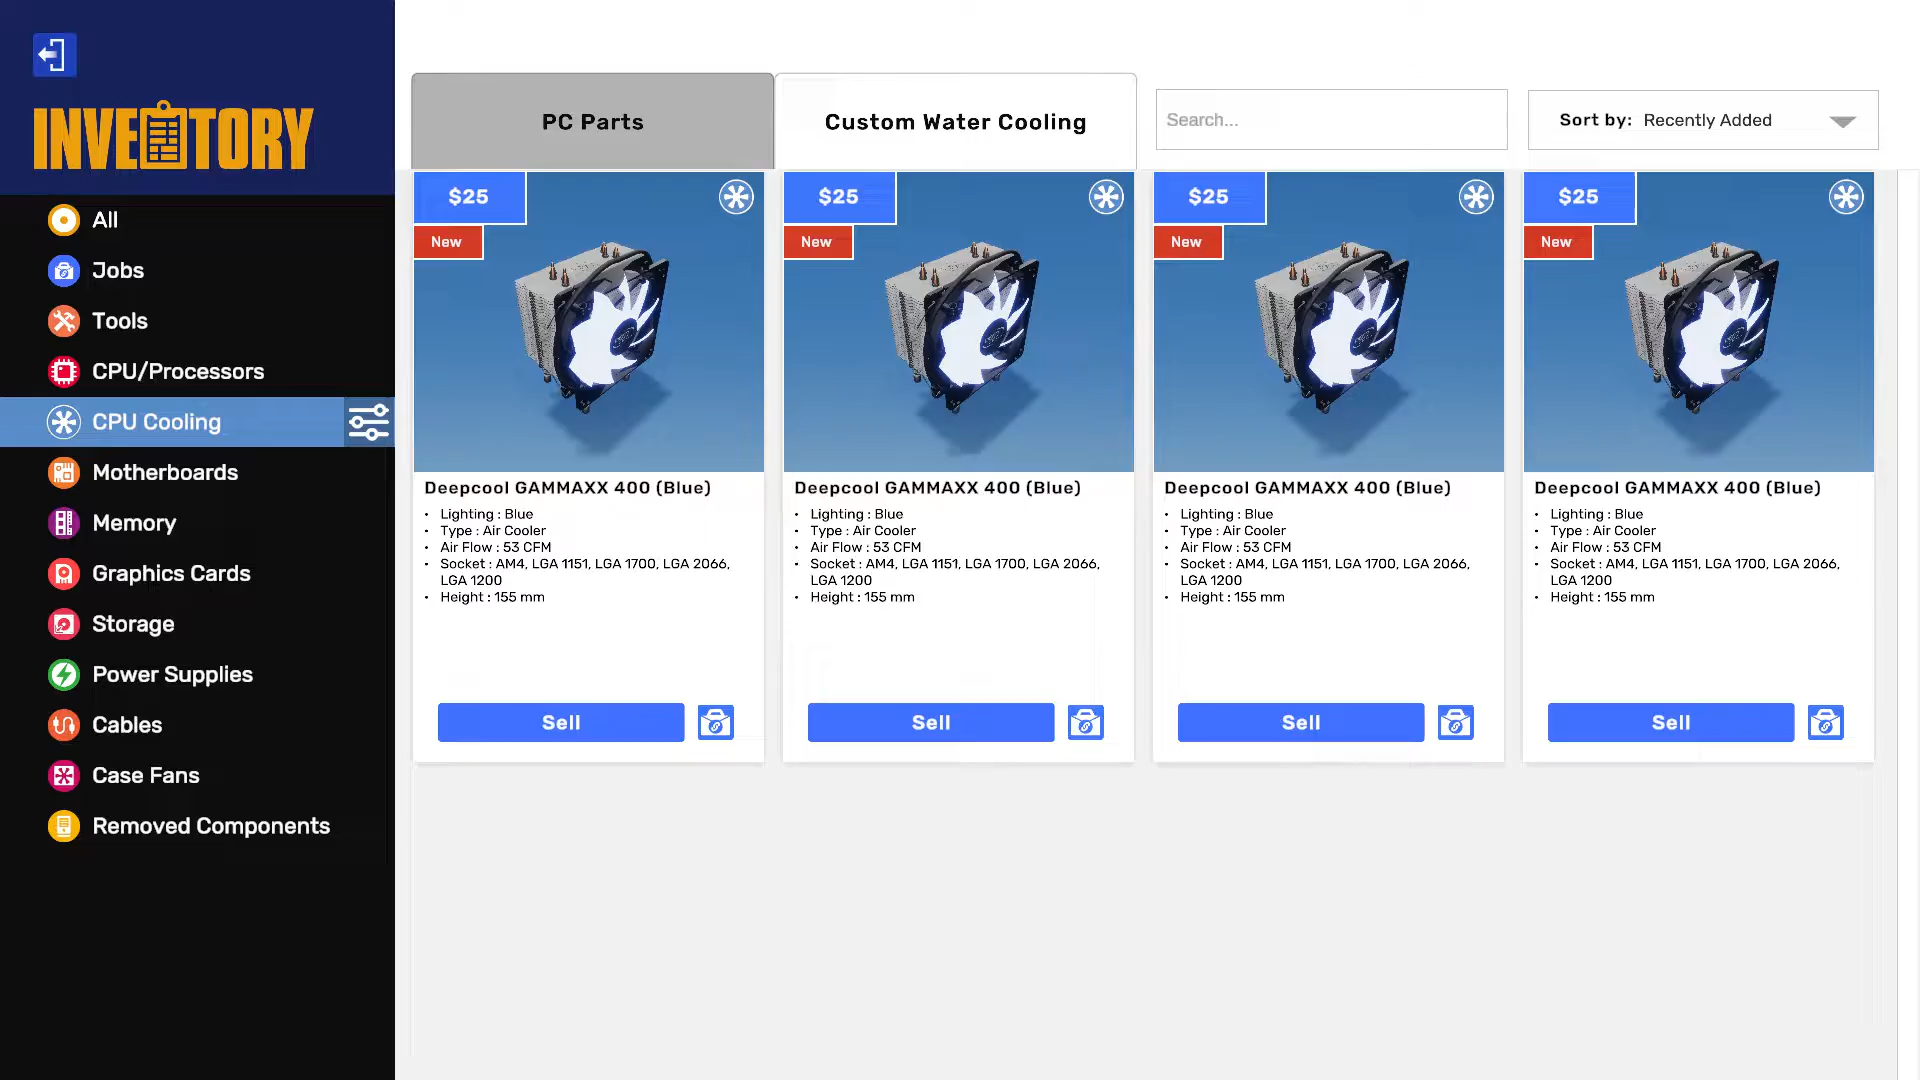 INVENTORY
All
Jobs
Tools
CPU/Processors
CPU Cooling
Motherboards
Memory
Graphics Cards
Storage
Power Supplies
Cables
Case Fans
Removed Components
PC Parts
Custom Water Cooling
Search...
Sort by: Recently Added
$25
New
Deepcool GAMMAXX 400 (Blue)
• Lighting : Blue
• Type : Air Cooler
• Air Flow : 53 CFM
• Socket : AM4, LGA 1151, LGA 1700, LGA 2066,
LGA 1200
• Height : 155 mm
Sell
$25
New
Deepcool GAMMAXX 400 (Blue)
• Lighting : Blue
• Type : Air Cooler
• Air Flow : 53 CFM
• Socket : AM4, LGA 1151, LGA 1700, LGA 2066,
LGA 1200
• Height : 155 mm
Sell
$25
New
Deepcool GAMMAXX 400 (Blue)
• Lighting : Blue
• Type : Air Cooler
• Air Flow : 53 CFM
• Socket : AM4, LGA 1151, LGA 1700, LGA 2066,
LGA 1200
• Height : 155 mm
Sell
$25
New
Deepcool GAMMAXX 400 (Blue)
• Lighting : Blue
• Type : Air Cooler
• Air Flow : 53 CFM
• Socket : AM4, LGA 1151, LGA 1700, LGA 2066,
LGA 1200
• Height : 155 mm
Sell